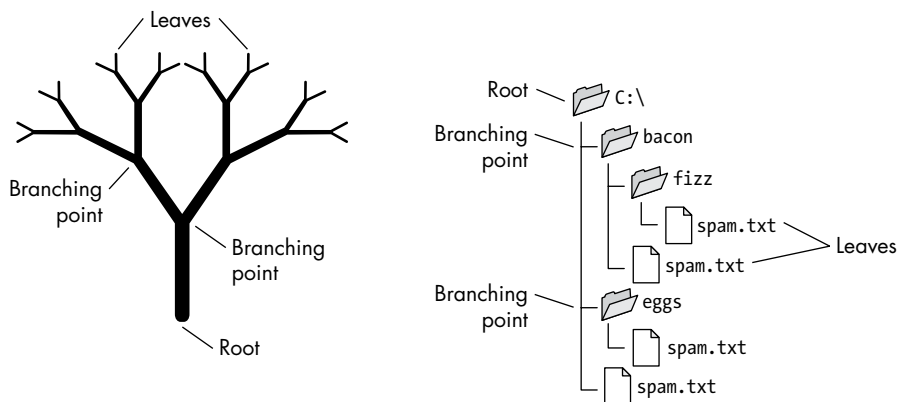 Leaves
Branching
point
Branching
point
Root
Root
C:\
Branching
point
bacon
fizz
spam.txt
spam.txt
Leaves
Branching
point
eggs
spam.txt
spam.txt